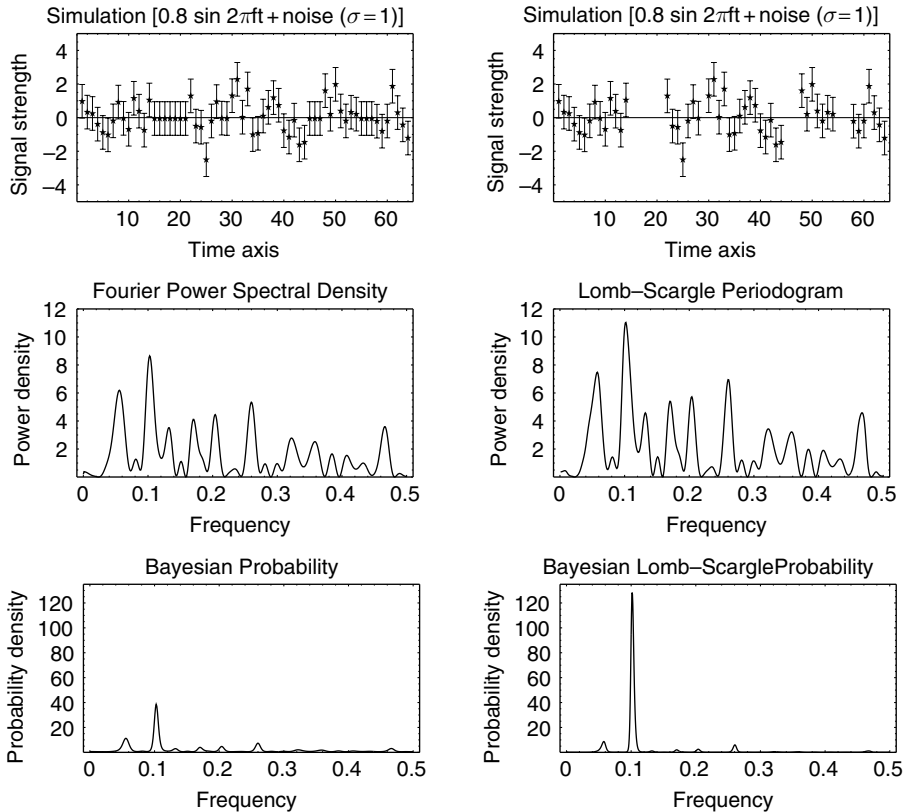 Simulation [0.8 sin 2πft + noise (σ = 1)]
Signal strength
4
2
0
−2
−4
10 20 30 40 50 60
Time axis
Simulation [0.8 sin 2πft + noise (σ = 1)]
Signal strength
4
2
0
−2
−4
10 20 30 40 50 60
Time axis
Fourier Power Spectral Density
Power density
12
10
8
6
4
2
0 0.1 0.2 0.3 0.4 0.5
Frequency
Lomb–Scargle Periodogram
Power density
12
10
8
6
4
2
0 0.1 0.2 0.3 0.4 0.5
Frequency
Bayesian Probability
Probability density
120
100
80
60
40
20
0 0.1 0.2 0.3 0.4 0.5
Frequency
Bayesian Lomb–ScargleProbability
Probability density
120
100
80
60
40
20
0 0.1 0.2 0.3 0.4 0.5
Frequency